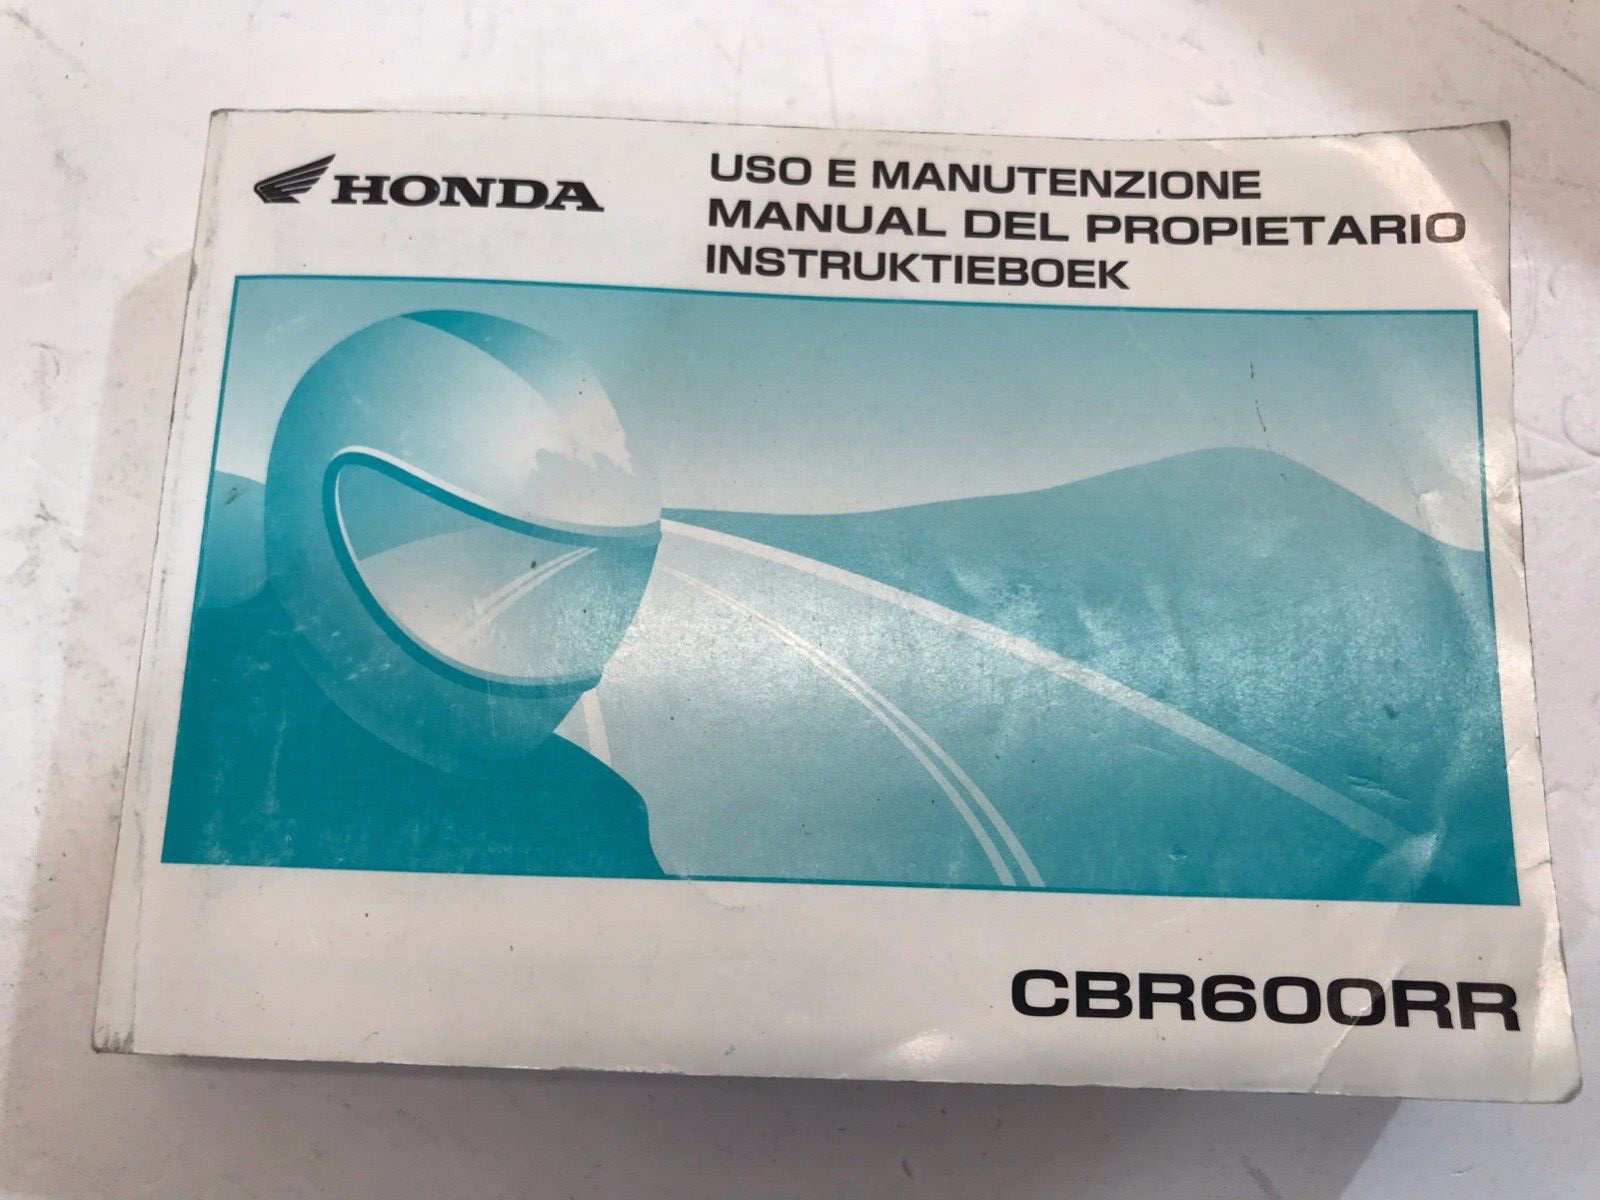 HONDA
USO E MANUTENZIONE
MANUAL DEL PROPIETARIO
INSTRUKTIEBOEK
CBR600RR